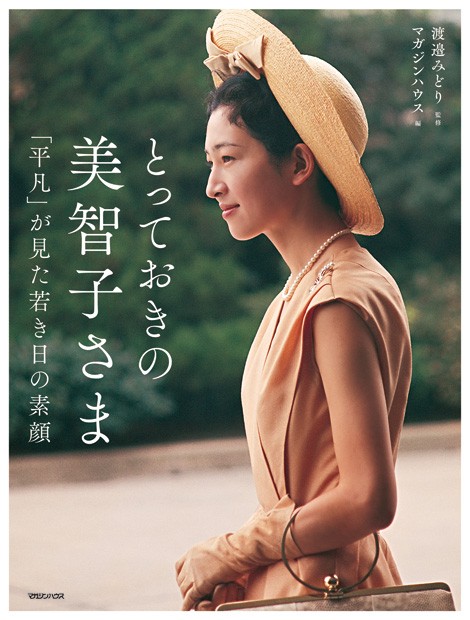 渡邉みどり 監修
マガジンハウス 編
とっておきの
美智子さま
「平凡」が見た若き日の素顔
マガジンハウス